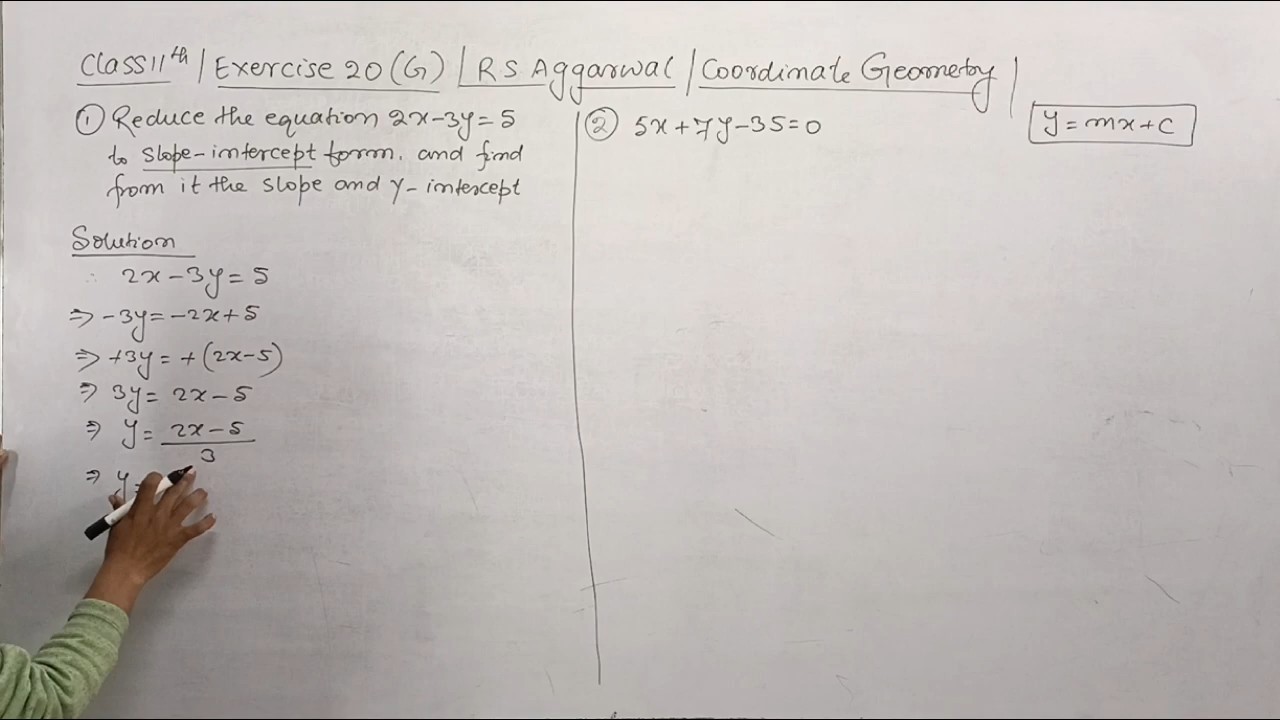 Class 11th / Exercise 20 (G) / R S Aggarwal / Coordinate Geometry /
① Reduce the equation 2x-3y=5
to slope-intercept form. and find
from it the slope and y-intercept
② 5x+7y-35=0
y=mx+c
Solution
∴ 2x-3y=5
⇒ -3y=-2x+5
⇒ +3y=+(2x-5)
⇒ 3y=2x-5
⇒ y=2x-5/3
⇒ y=